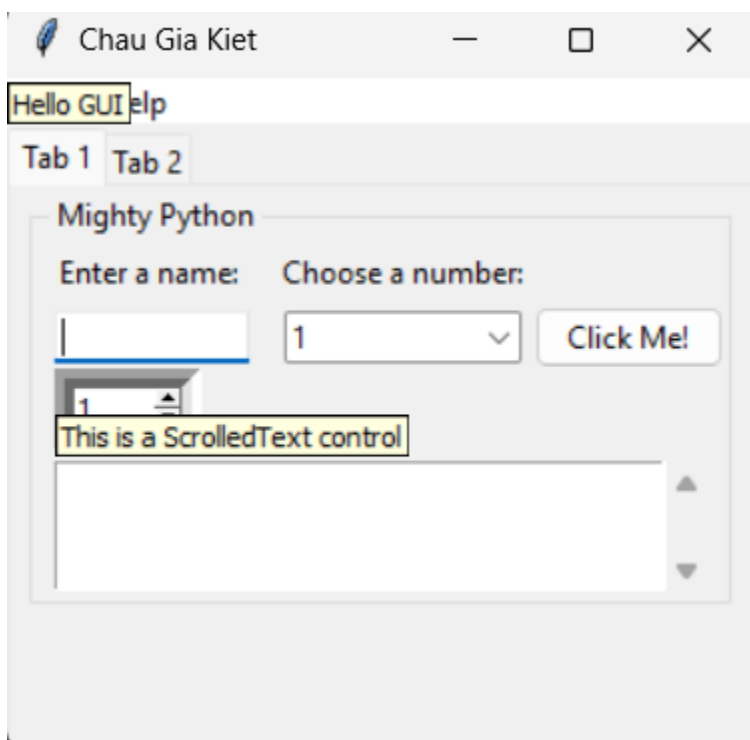 Chau Gia Kiet
Hello GUI elp
Tab 1 Tab 2
Mighty Python
Enter a name: Choose a number:
1 Click Me!
1
This is a ScrolledText control